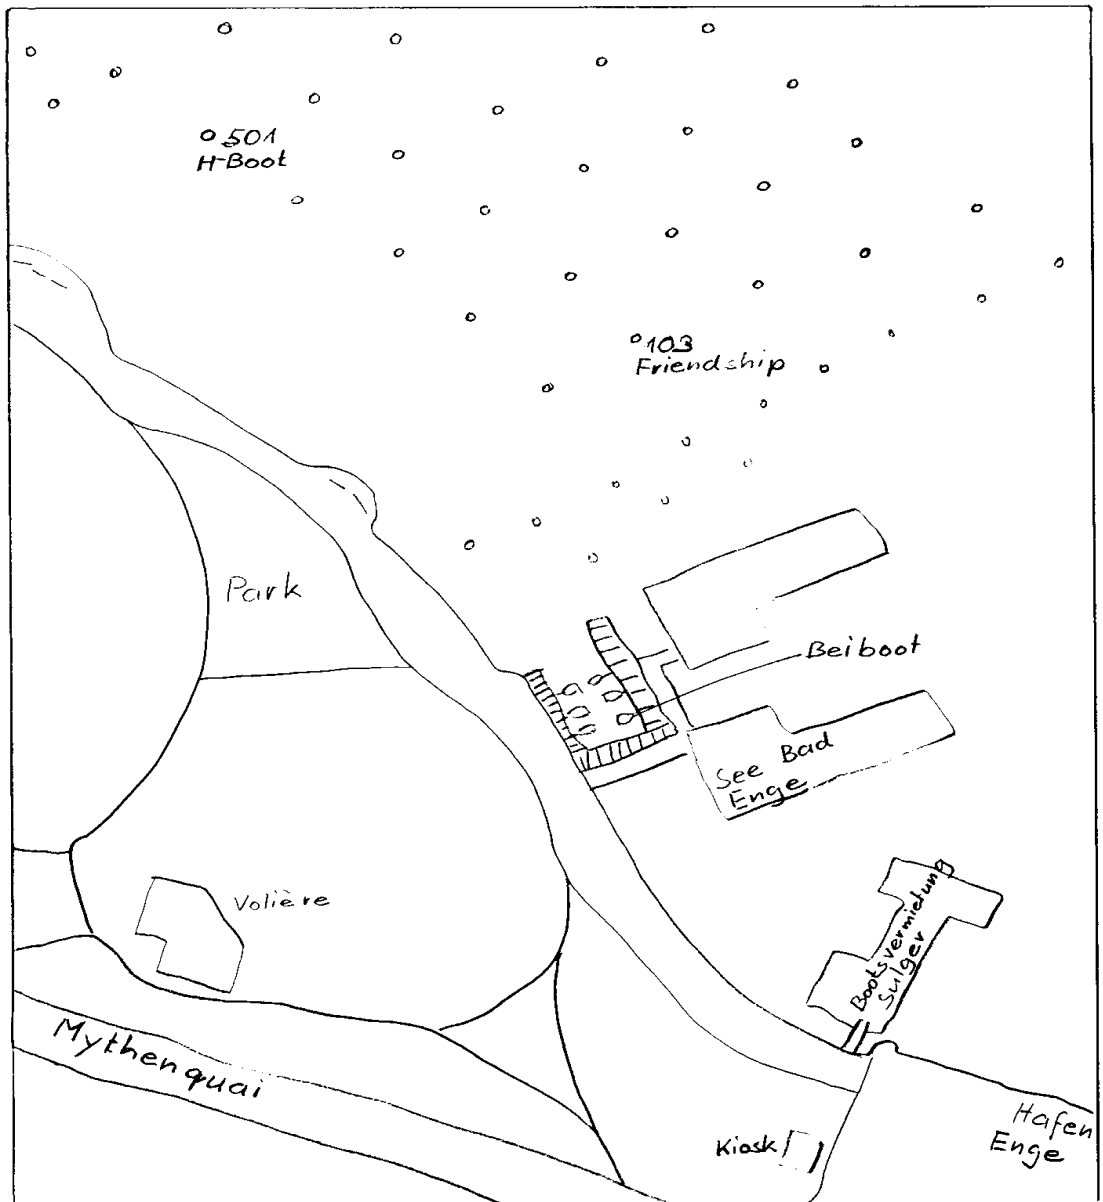 501
H-Boot
103
Friendship
Park
Beiboot
See Bad
Enge
Volière
Bootsvermietung
Sulger
Mythenquai
Hafen
Enge
Kiosk